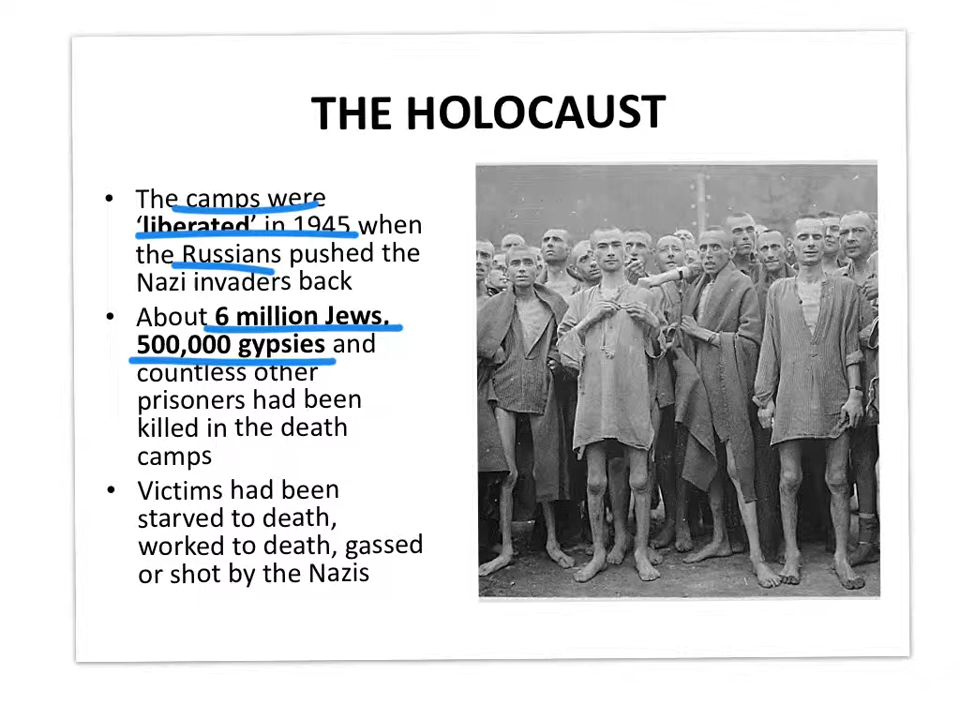 THE HOLOCAUST
• The camps were
‘liberated’ in 1945 when
the Russians pushed the
Nazi invaders back
• About 6 million Jews,
500,000 gypsies and
countless other
prisoners had been
killed in the death
camps
• Victims had been
starved to death,
worked to death, gassed
or shot by the Nazis